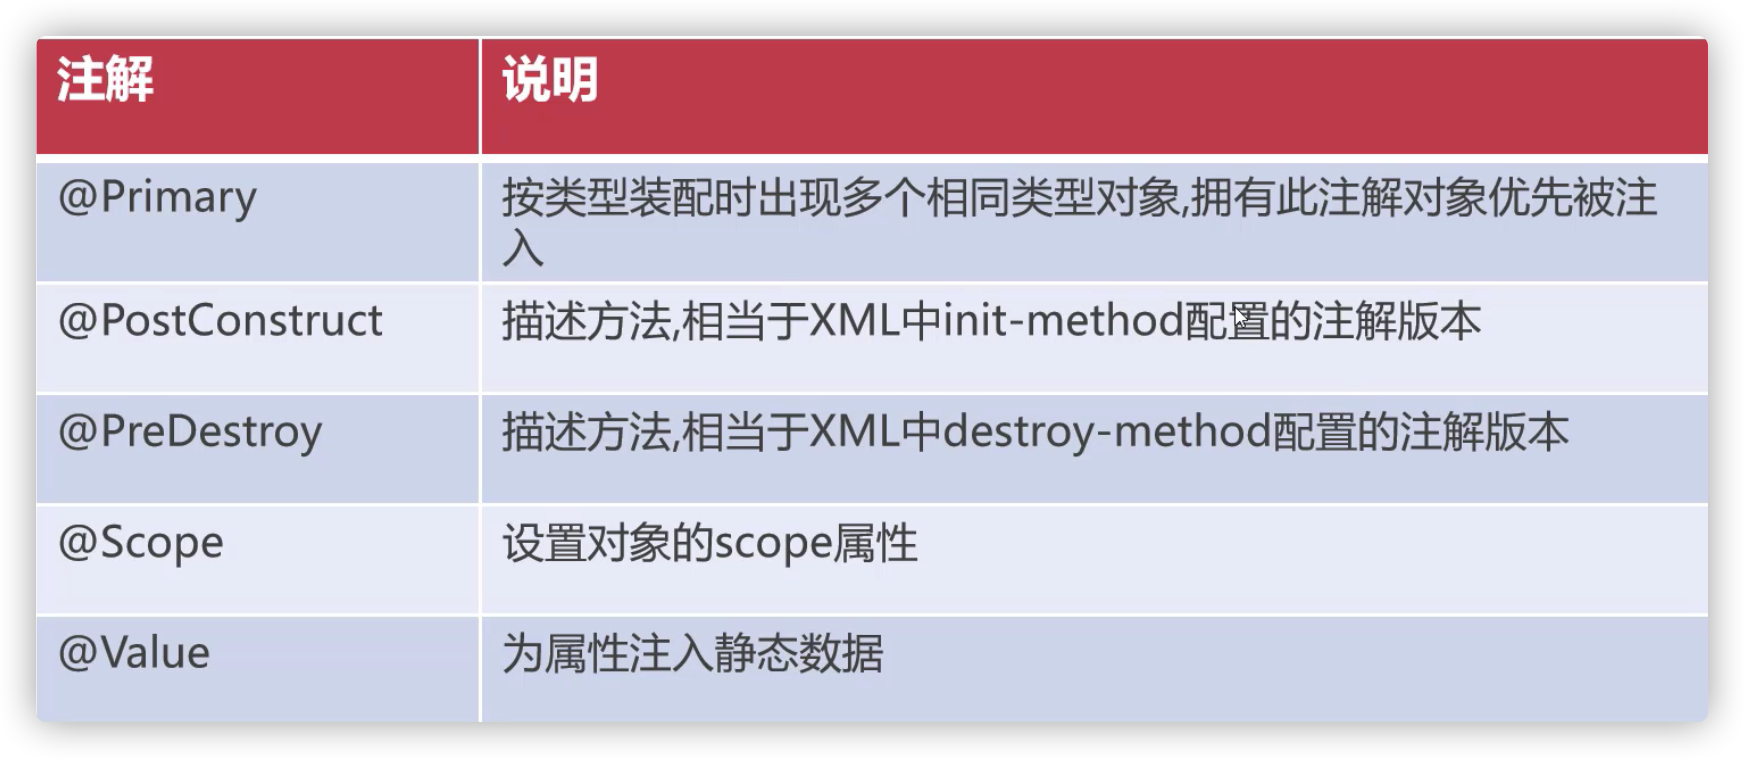 注解
说明
@Primary
按类型装配时出现多个相同类型对象,拥有此注解对象优先被注
入
@PostConstruct
描述方法,相当于XML中init-method配置的注解版本
@PreDestroy
描述方法,相当于XML中destroy-method配置的注解版本
@Scope
设置对象的scope属性
@Value
为属性注入静态数据